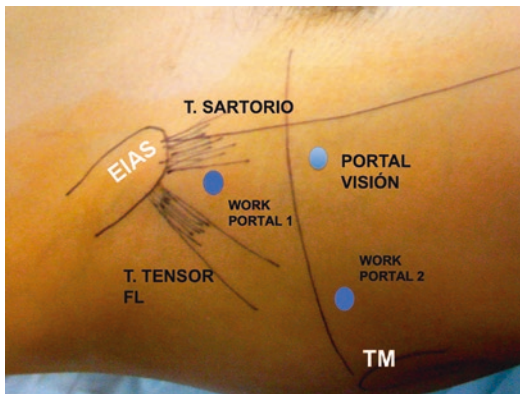 T. SARTORIO
EIAS
PORTAL
VISIÓN
WORK
PORTAL 1
WORK
PORTAL 2
T. TENSOR
FL
TM